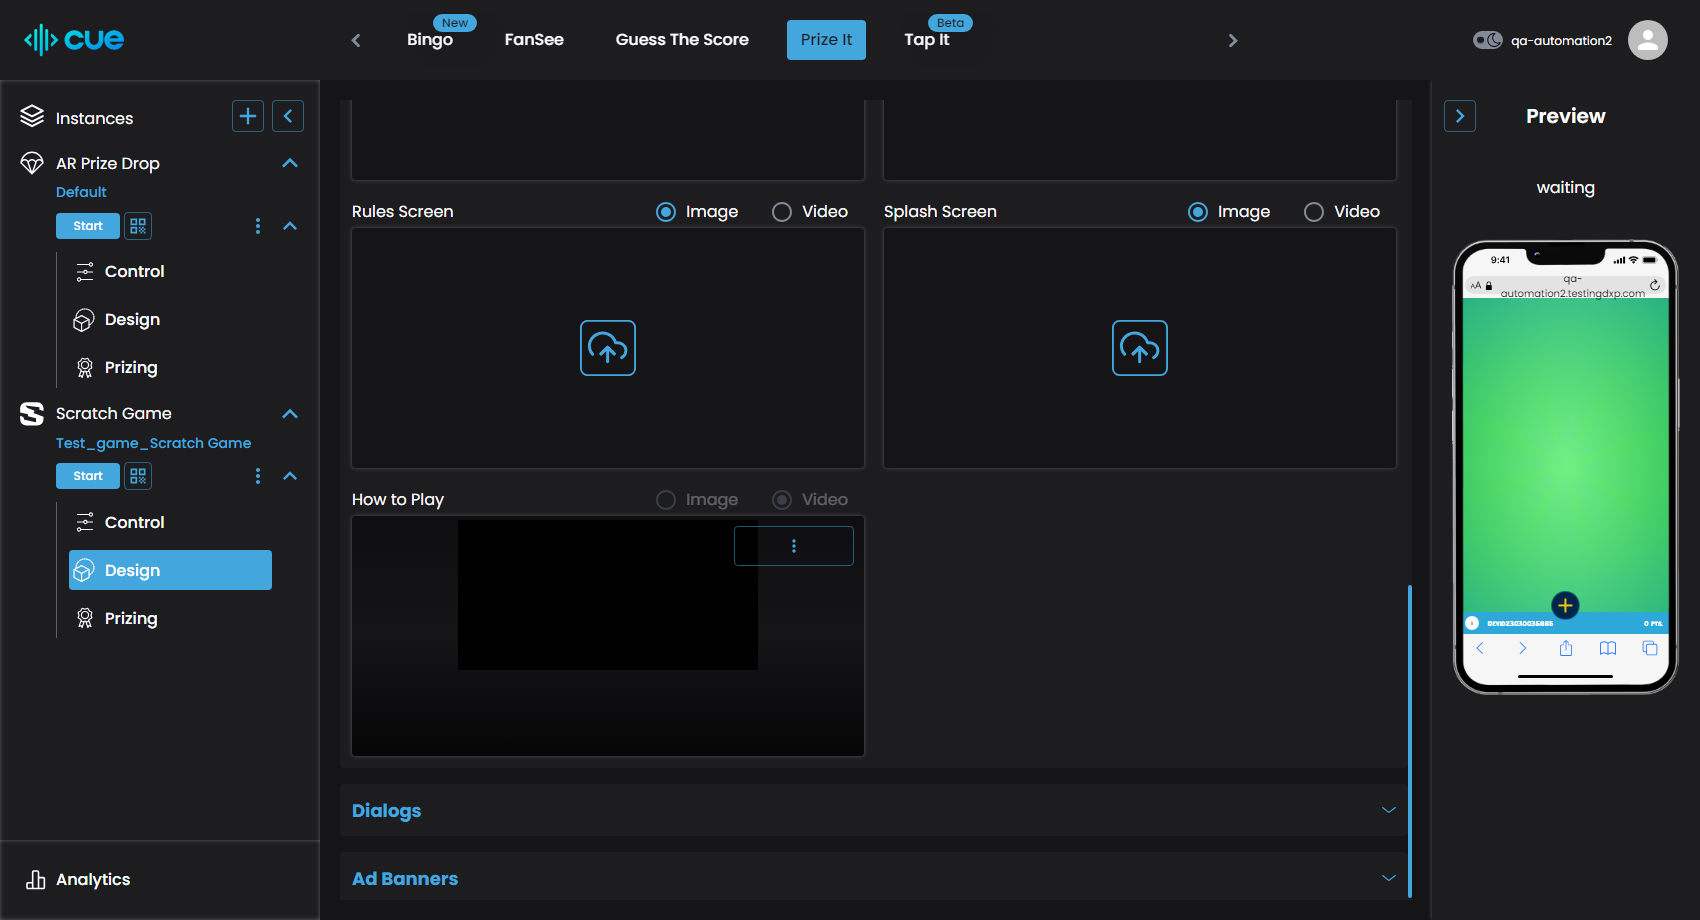 cue
Bingo
New
FanSee
Guess The Score
Prize It
Tap It
Beta
qa-automation2
Instances
AR Prize Drop
Default
Start
Control
Design
Prizing
Scratch Game
Test_game_Scratch Game
Start
Control
Design
Prizing
Analytics
Rules Screen
Image
Video
Splash Screen
Image
Video
How to Play
Image
Video
Dialogs
Ad Banners
Preview
waiting
9:41
AA
qa-
automation2.testingdxp.com
0 PTS.